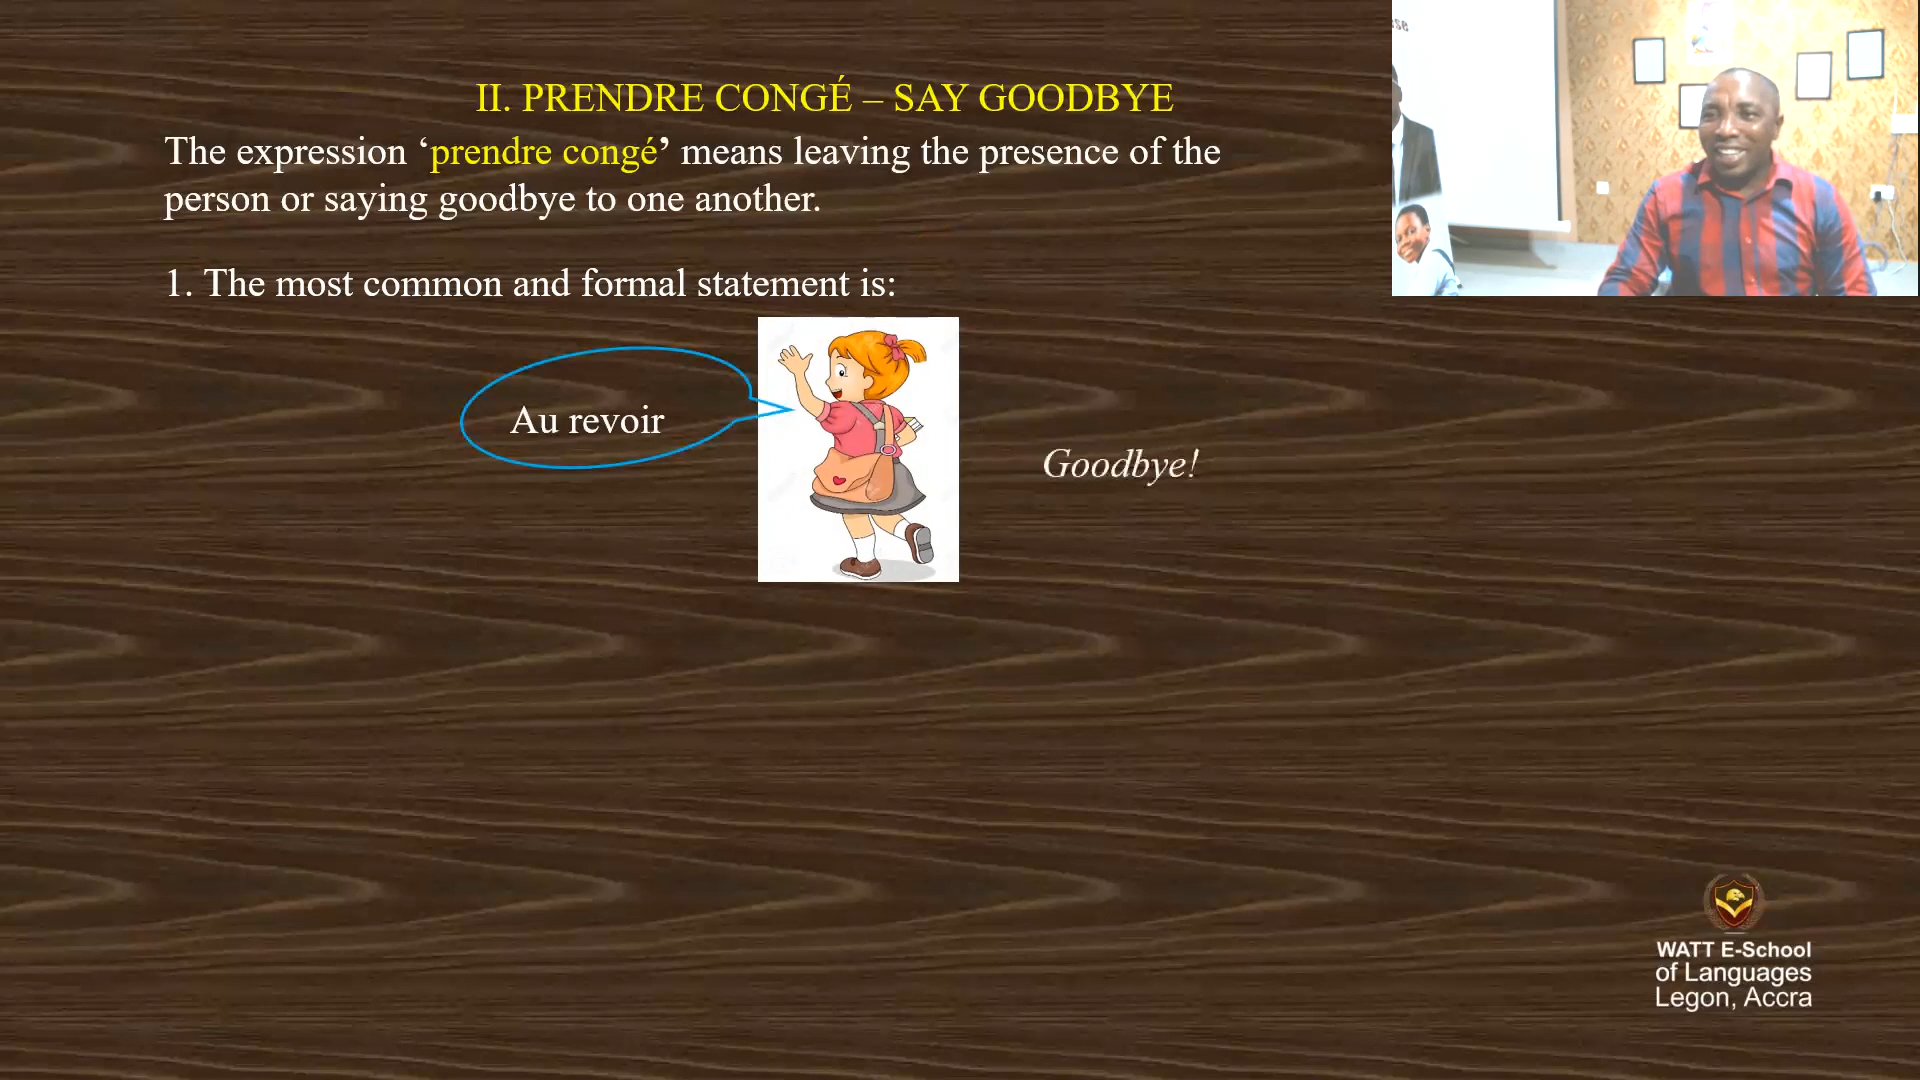 II. PRENDRE CONGÉ – SAY GOODBYE
The expression ‘prendre congé’ means leaving the presence of the
person or saying goodbye to one another.
1. The most common and formal statement is:
Au revoir
Goodbye!
WATT E-School
of Languages
Legon, Accra